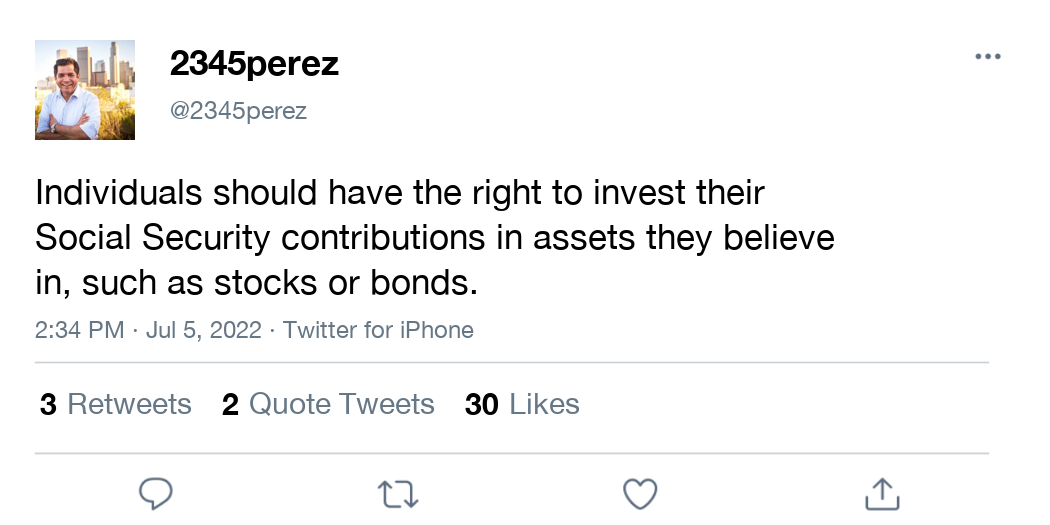 2345perez
@2345perez
Individuals should have the right to invest their
Social Security contributions in assets they believe
in, such as stocks or bonds.
2:34 PM · Jul 5, 2022 · Twitter for iPhone
3 Retweets 2 Quote Tweets 30 Likes